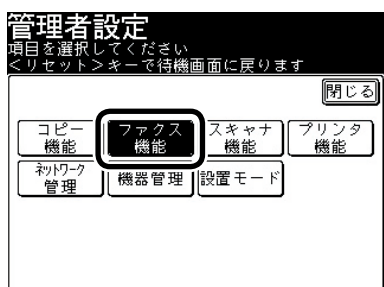 管理者設定
項目を選択してください
<リセット>キーで待機画面に戻ります
閉じる
コピー
機能
ファクス
機能
スキャナ
機能
プリンタ
機能
ネットワーク
管理
機器管理
設置モード